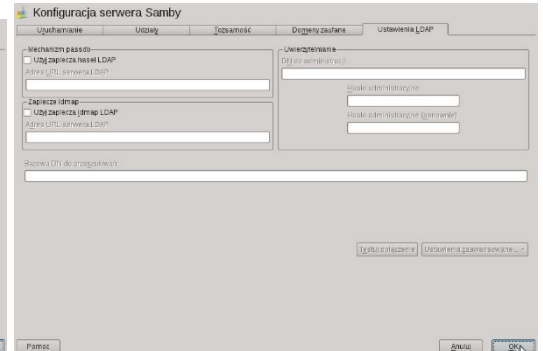 Konfiguracja serwera Samby
Uruchamianie
Udziały
Tożsamość
Domeny zaufane
Ustawienia LDAP
Mechanizm passdb
Użyj zaplecza haseł LDAP
Adres URL serwera LDAP
Zaplecze Idmap
Użyj zaplecza Idmap LDAP
Adres URL serwera LDAP
Uwierzytelnianie
DN do administracji
Hasło administracyjne
Hasło administracyjne (ponownie)
Bazowa DN do przeszukiwań
Testuj połączenie
Ustawienia zaawansowane...
Pomoc
Anuluj
OK